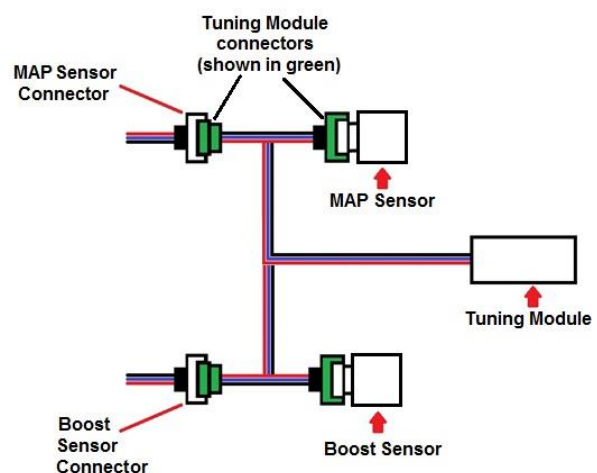 Tuning Module
connectors
(shown in green)
MAP Sensor
Connector
MAP Sensor
Tuning Module
Boost
Sensor
Connector
Boost Sensor